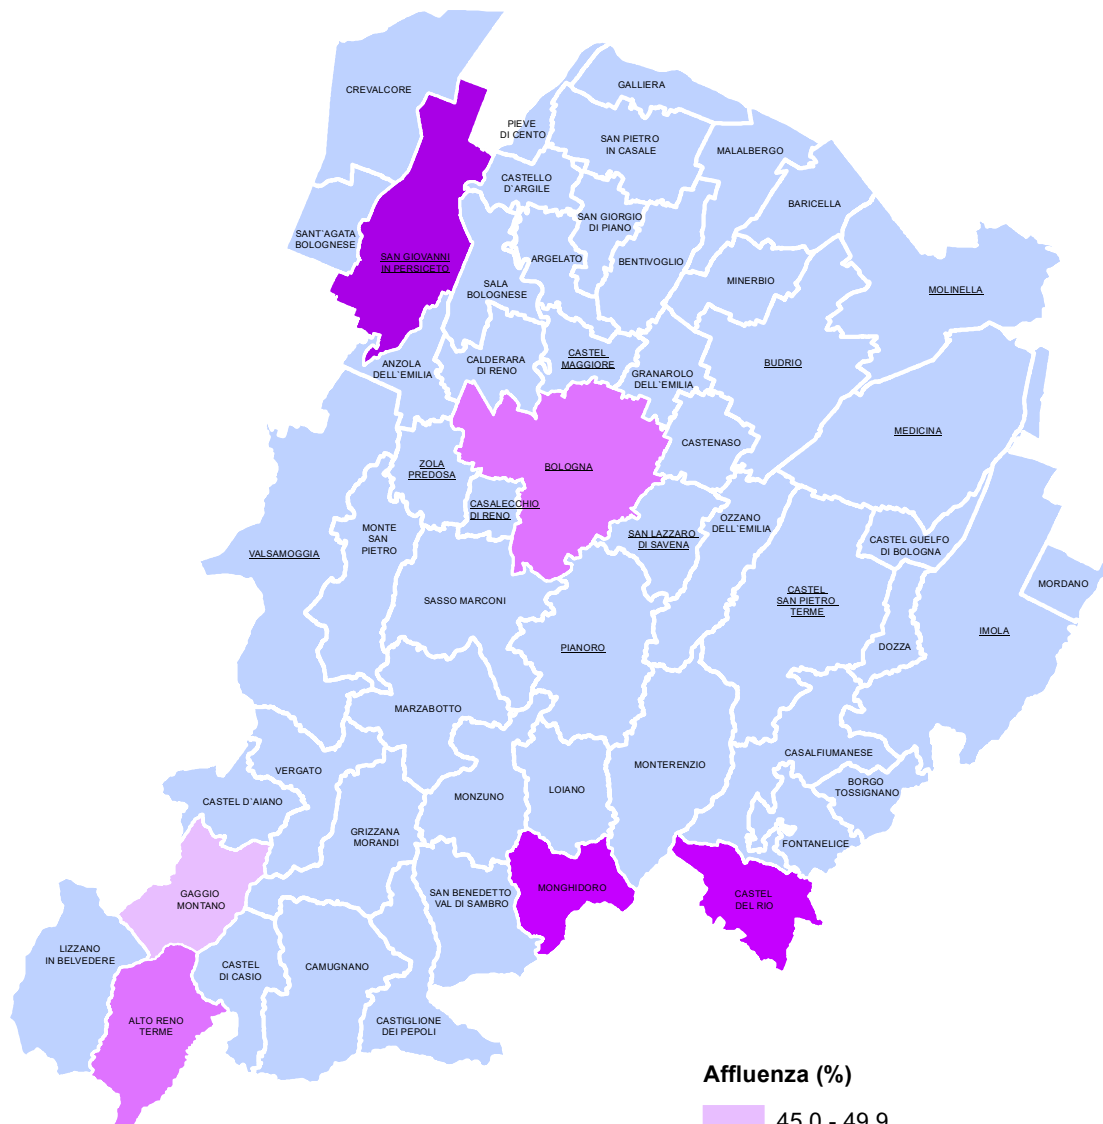 CREVALCORE
GALLIERA
PIEVE
DI CENTO
SAN PIETRO
IN CASALE
MALALBERGO
CASTELLO
D`ARGILE
BARICELLA
SANT`AGATA
BOLOGNESE
SAN GIORGIO
DI PIANO
SAN GIOVANNI
IN PERSICETO
ARGELATO
BENTIVOGLIO
MINERBIO
MOLINELLA
SALA
BOLOGNESE
ANZOLA
DELL`EMILIA
CALDERARA
DI RENO
CASTEL
MAGGIORE
GRANAROLO
DELL`EMILIA
BUDRIO
MEDICINA
CASTENASO
ZOLA
PREDOSA
BOLOGNA
CASALECCHIO
DI RENO
MONTE
SAN
PIETRO
VALSAMOGGIA
SAN LAZZARO
DI SAVENA
OZZANO
DELL`EMILIA
CASTEL GUELFO
DI BOLOGNA
MORDANO
SASSO MARCONI
CASTEL
SAN PIETRO
TERME
IMOLA
PIANORO
DOZZA
MARZABOTTO
CASALFIUMANESE
VERGATO
MONTERENZIO
BORGO
TOSSIGNANO
CASTEL D`AIANO
MONZUNO
LOIANO
GRIZZANA
MORANDI
FONTANELICE
GAGGIO
MONTANO
SAN BENEDETTO
VAL DI SAMBRO
MONGHIDORO
CASTEL
DEL RIO
LIZZANO
IN BELVEDERE
CASTEL
DI CASIO
CAMUGNANO
ALTO RENO
TERME
CASTIGLIONE
DEI PEPOLI
Affluenza (%)
45,0 - 49,9